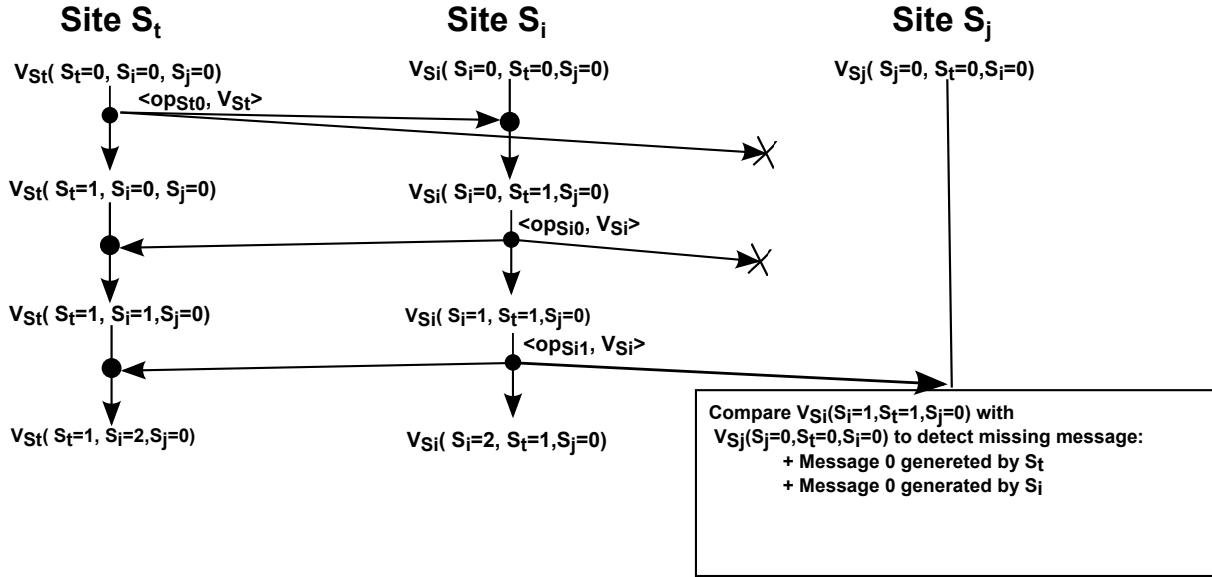 Site St
Site Si
Site Sj
VSt( St=0, Si=0, Sj=0)
VSi( Si=0, St=0,Sj=0)
VSj( Sj=0, St=0,Si=0)
<opSt0, VSt>
VSt( St=1, Si=0, Sj=0)
VSi( Si=0, St=1,Sj=0)
<opSi0, VSi>
VSt( St=1, Si=1,Sj=0)
VSi( Si=1, St=1,Sj=0)
<opSi1, VSi>
VSt( St=1, Si=2,Sj=0)
VSi( Si=2, St=1,Sj=0)
Compare VSi(Si=1,St=1,Sj=0) with
VSj(Sj=0,St=0,Si=0) to detect missing message:
+ Message 0 genereted by St
+ Message 0 generated by Si